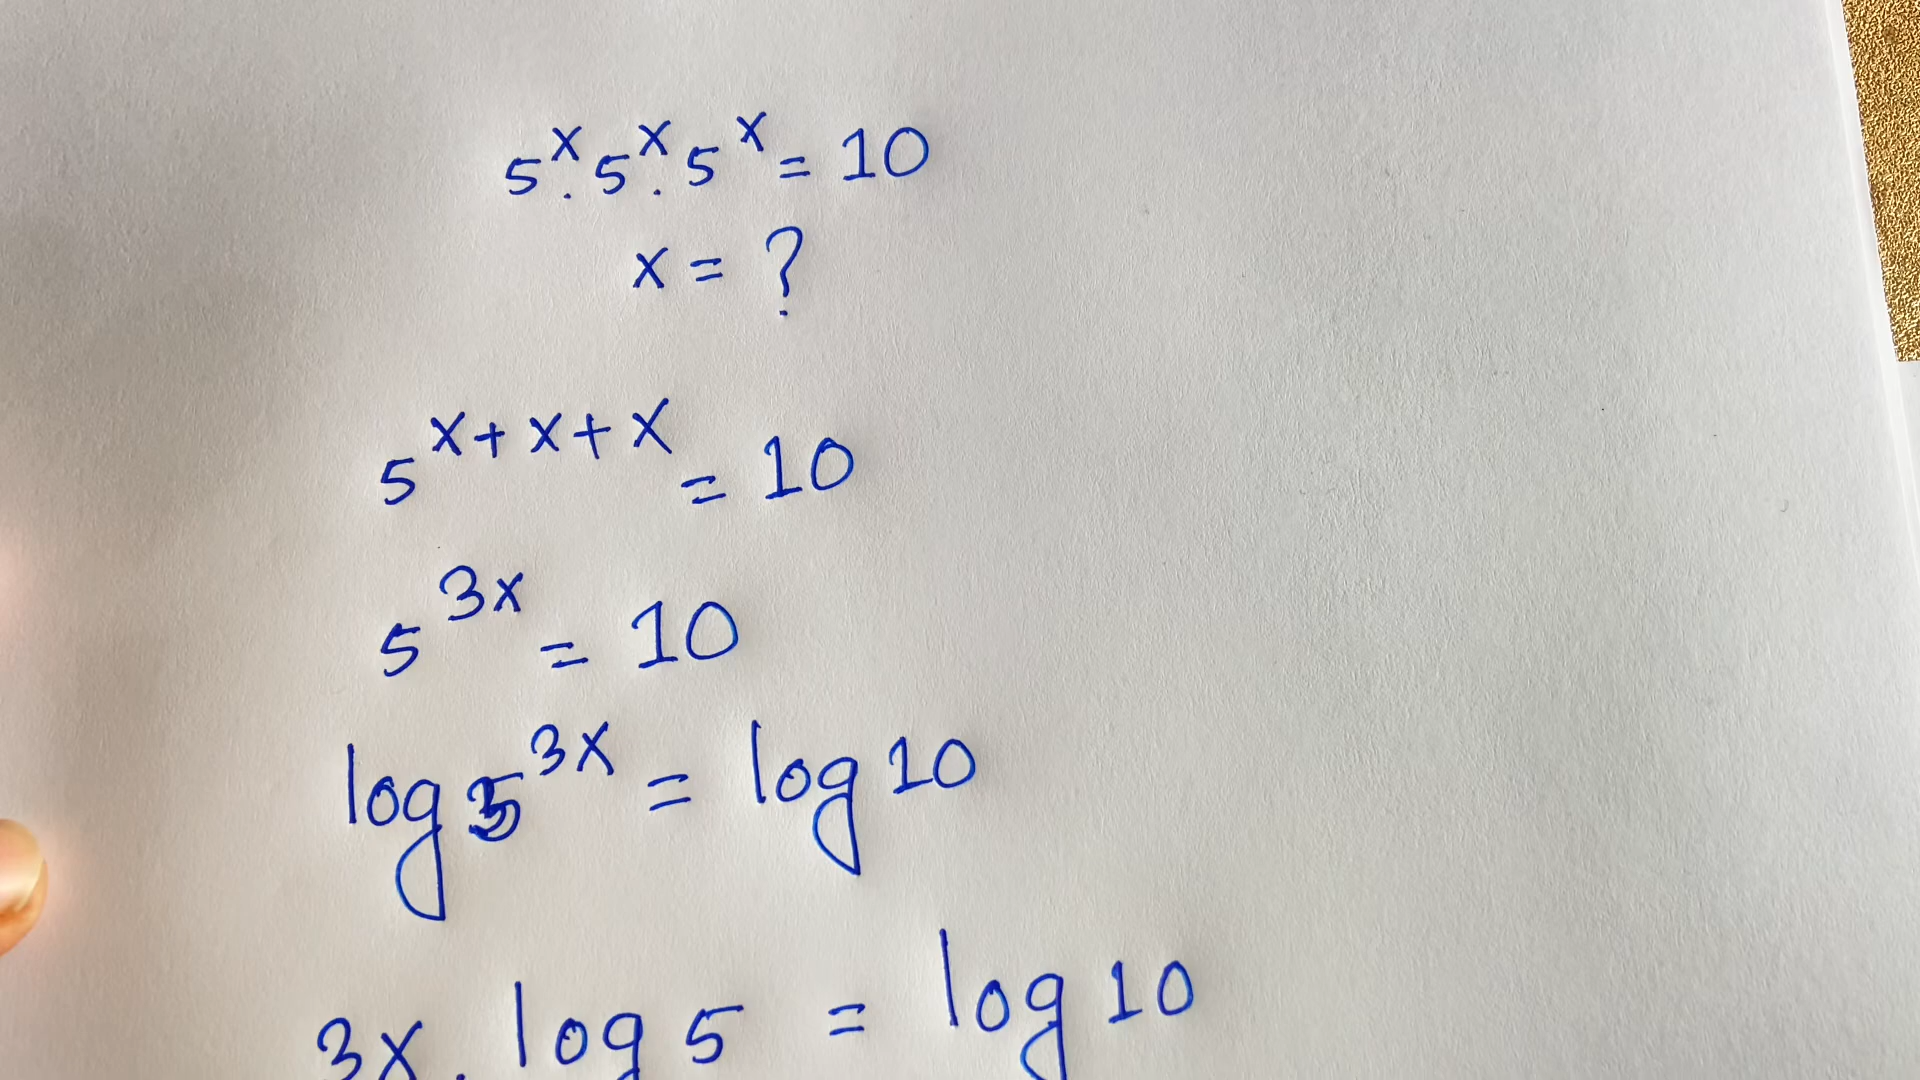 5^x . 5^x . 5^x = 10
x = ?
5^(x+x+x) = 10
5^(3x) = 10
log 5^(3x) = log 10
3x . log 5 = log 10